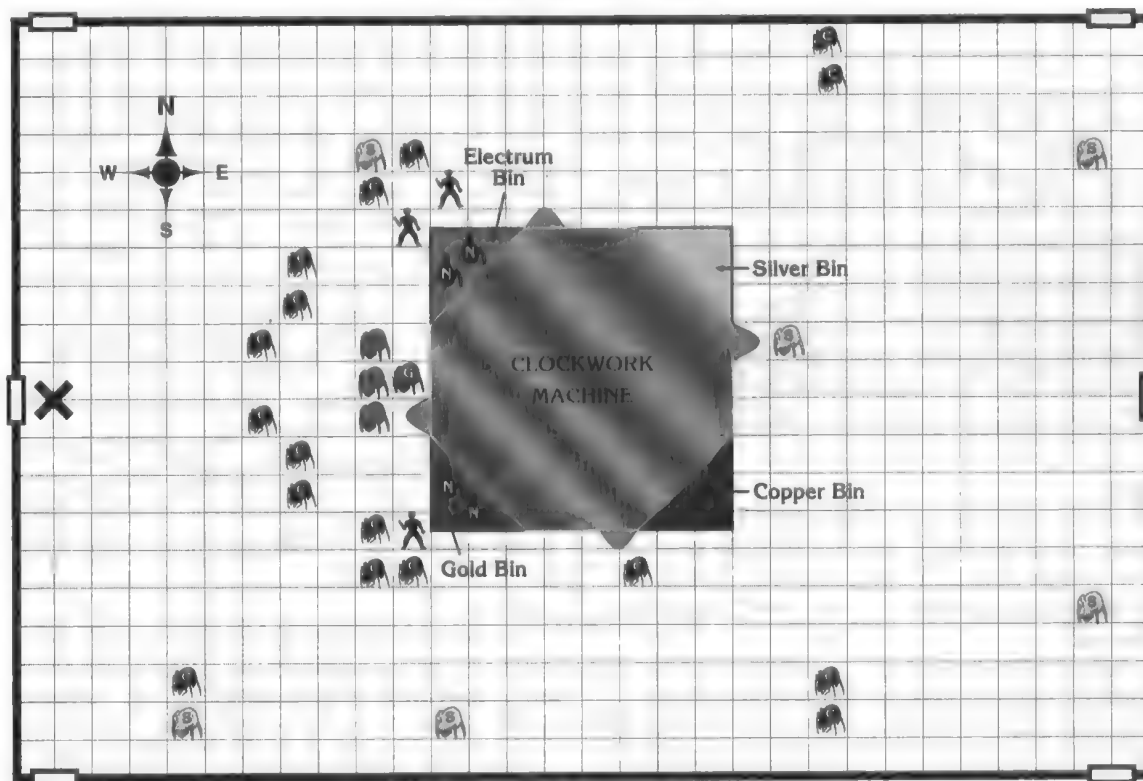 N
W
E
S
Electrum
Bin
Silver Bin
CLOCKWORK
MACHINE
Copper Bin
Gold Bin
C
S
S
N
N
S
G
N
N
S
S
S